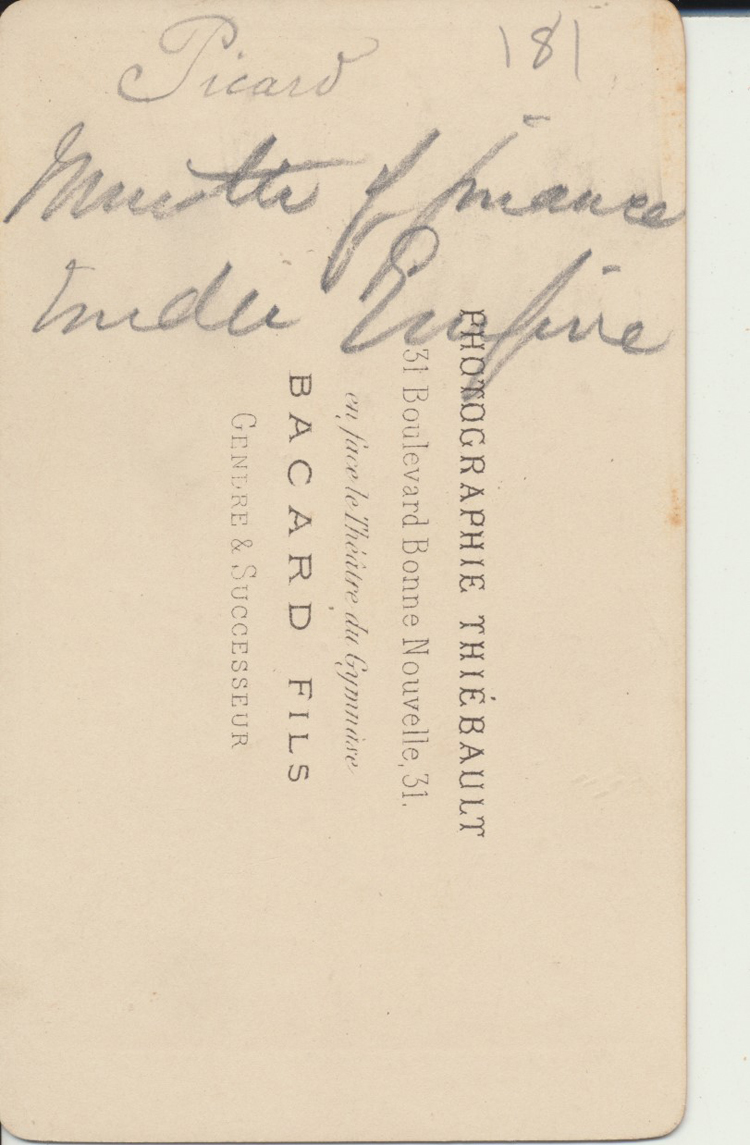 Picard
181
Minister of finance
under Empire
PHOTOGRAPHIE THIÉBAULT
31 Boulevard Bonne Nouvelle, 31.
en face le Théâtre du Gymnase
BACARD FILS
GENDRE & SUCCESSEUR